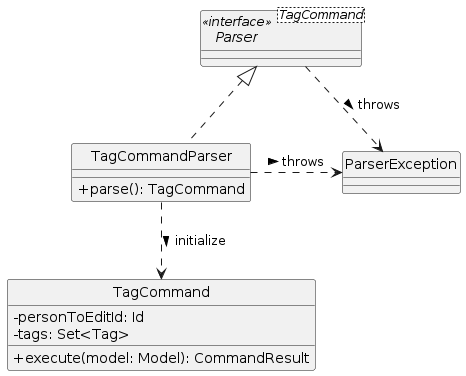 TagCommand
«interface»
Parser
throws
TagCommandParser
+parse(): TagCommand
throws
ParserException
initialize
TagCommand
-personToEditId: Id
-tags: Set<Tag>
+execute(model: Model): CommandResult